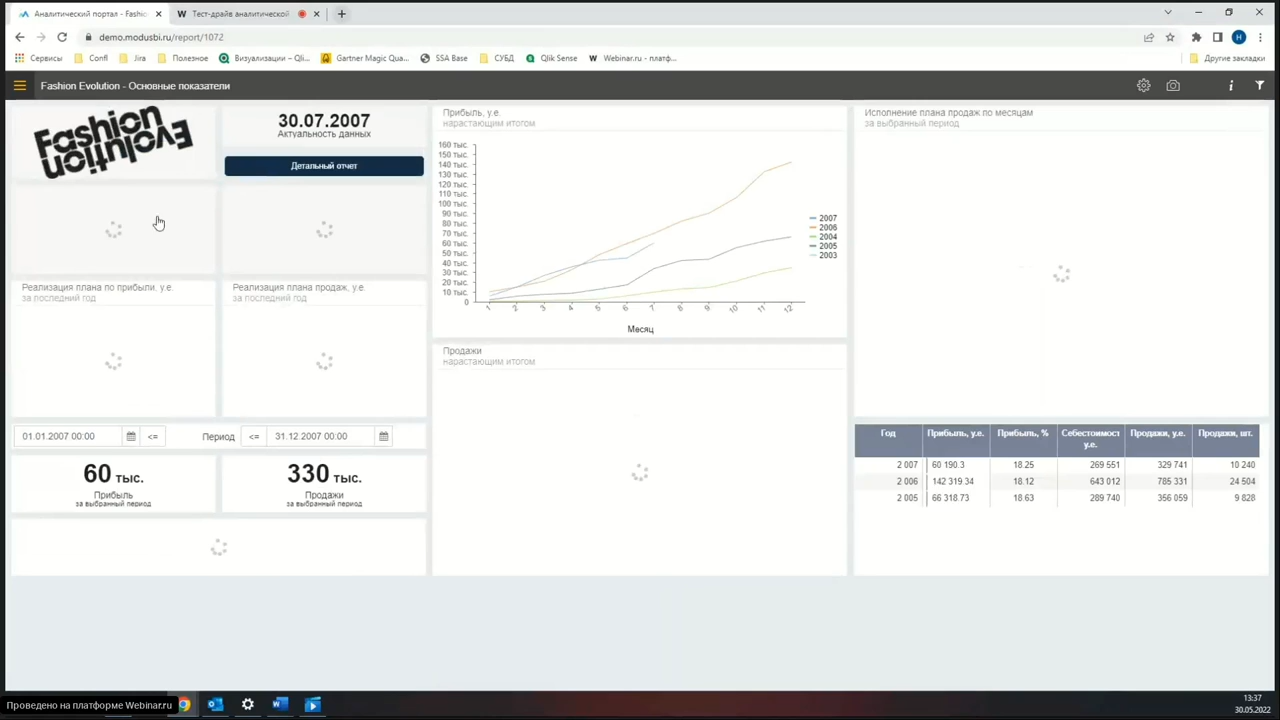 Аналитический портал - Fashio
Тест-драйв аналитической
demo.modusbi.ru/report/1072
Сервисы
Confl
Jira
Полезное
Визуализации – Qli...
Gartner Magic Qua...
SSA Base
СУБД
Qlik Sense
Webinar.ru - платф...
Другие закладки
Fashion Evolution - Основные показатели
Fashion
Evolution
30.07.2007
Актуальность данных
Детальный отчет
Реализация плана по прибыли, у.е.
за последний год
Реализация плана продаж, у.е.
за последний год
01.01.2007 00:00 <= Период <= 31.12.2007 00:00
60 тыс.
Прибыль
за выбранный период
330 тыс.
Продажи
за выбранный период
Прибыль, у.е.
нарастающим итогом
160 тыс.
150 тыс.
140 тыс.
130 тыс.
120 тыс.
110 тыс.
100 тыс.
90 тыс.
80 тыс.
70 тыс.
60 тыс.
50 тыс.
40 тыс.
30 тыс.
20 тыс.
10 тыс.
0
1 2 3 4 5 6 7 8 9 10 11 12
Месяц
2007
2006
2004
2005
2003
Продажи
нарастающим итогом
Исполнение плана продаж по месяцам
за выбранный период
Год Прибыль, у.е. Прибыль, % Себестоимост у.е. Продажи, у.е. Продажи, шт.
2 007 60 190.3 18.25 269 551 329 741 10 240
2 006 142 319.34 18.12 643 012 785 331 24 504
2 005 66 318.73 18.63 289 740 356 059 9 828
Проведено на платформе Webinar.ru
13:37
30.05.2022